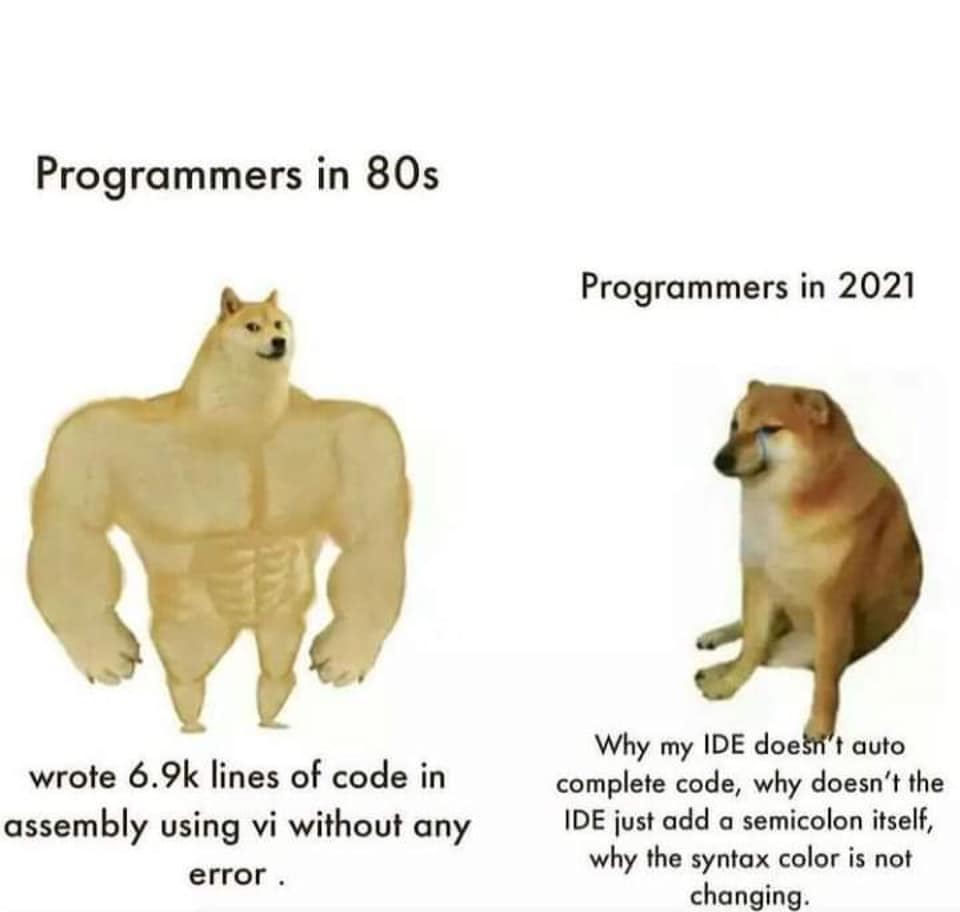 Programmers in 80s
wrote 6.9k lines of code in
assembly using vi without any
error .
Programmers in 2021
Why my IDE doesn't auto
complete code, why doesn't the
IDE just add a semicolon itself,
why the syntax color is not
changing.